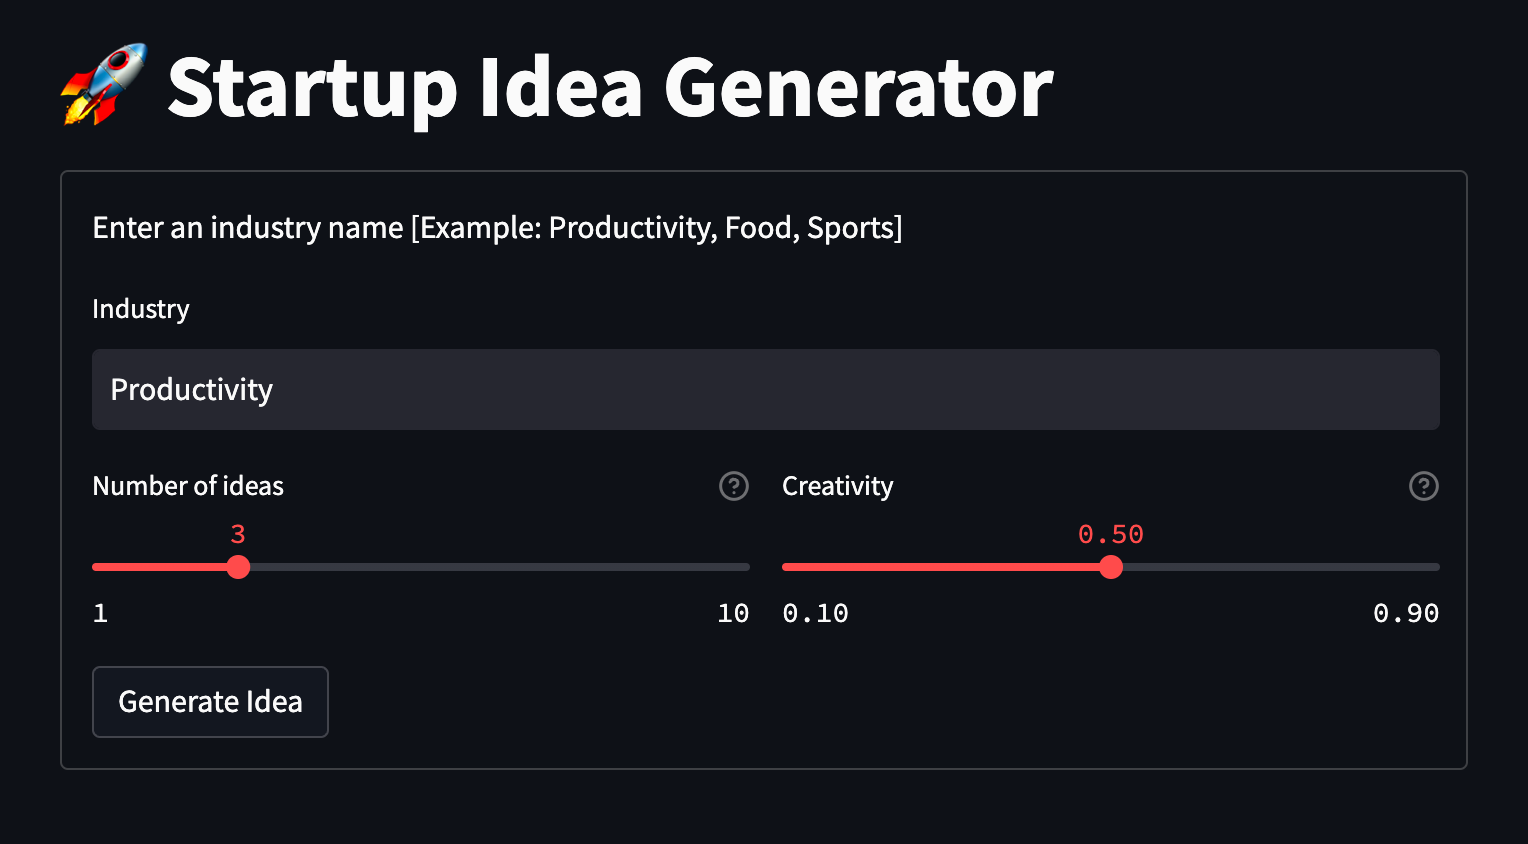 🚀 Startup Idea Generator
Enter an industry name [Example: Productivity, Food, Sports]
Industry
Productivity
Number of ideas
3
1 10
Creativity
0.50
0.10 0.90
Generate Idea